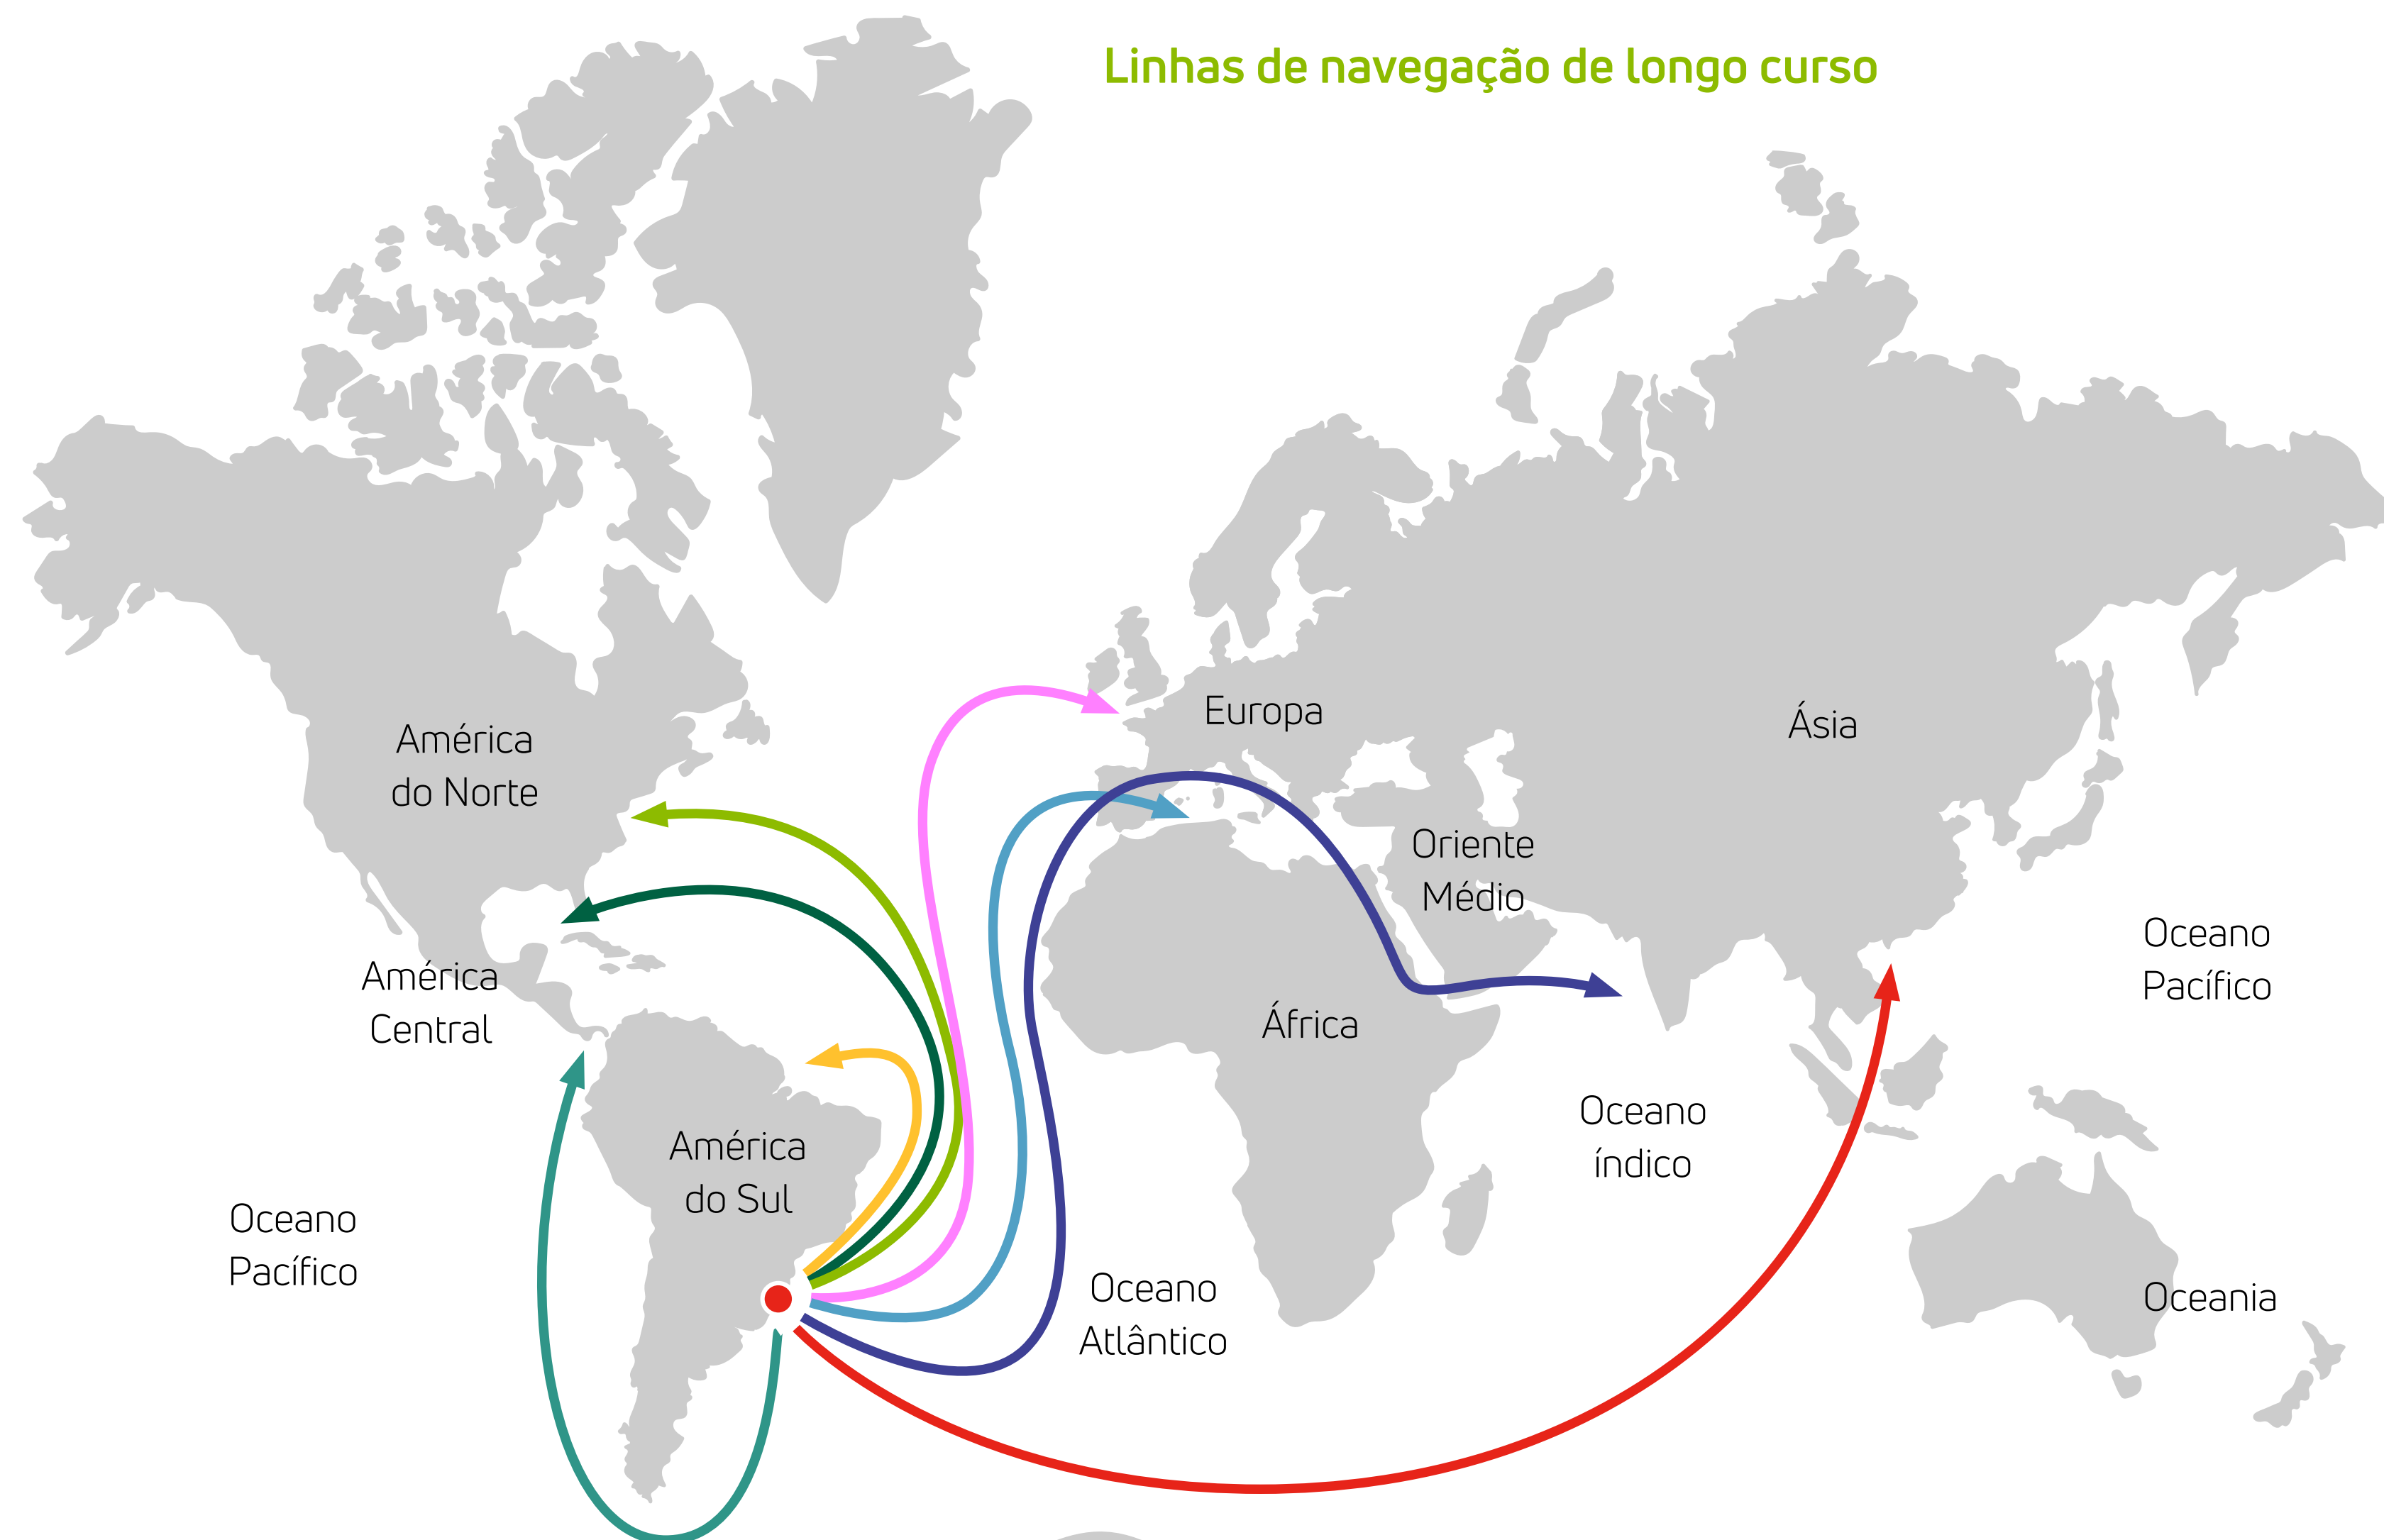 Linhas de navegação de longo curso
América
do Norte
Europa
Ásia
Oriente
Médio
América
Central
África
Oceano
Pacífico
América
do Sul
Oceano
índico
Oceano
Pacífico
Oceano
Atlântico
Oceania